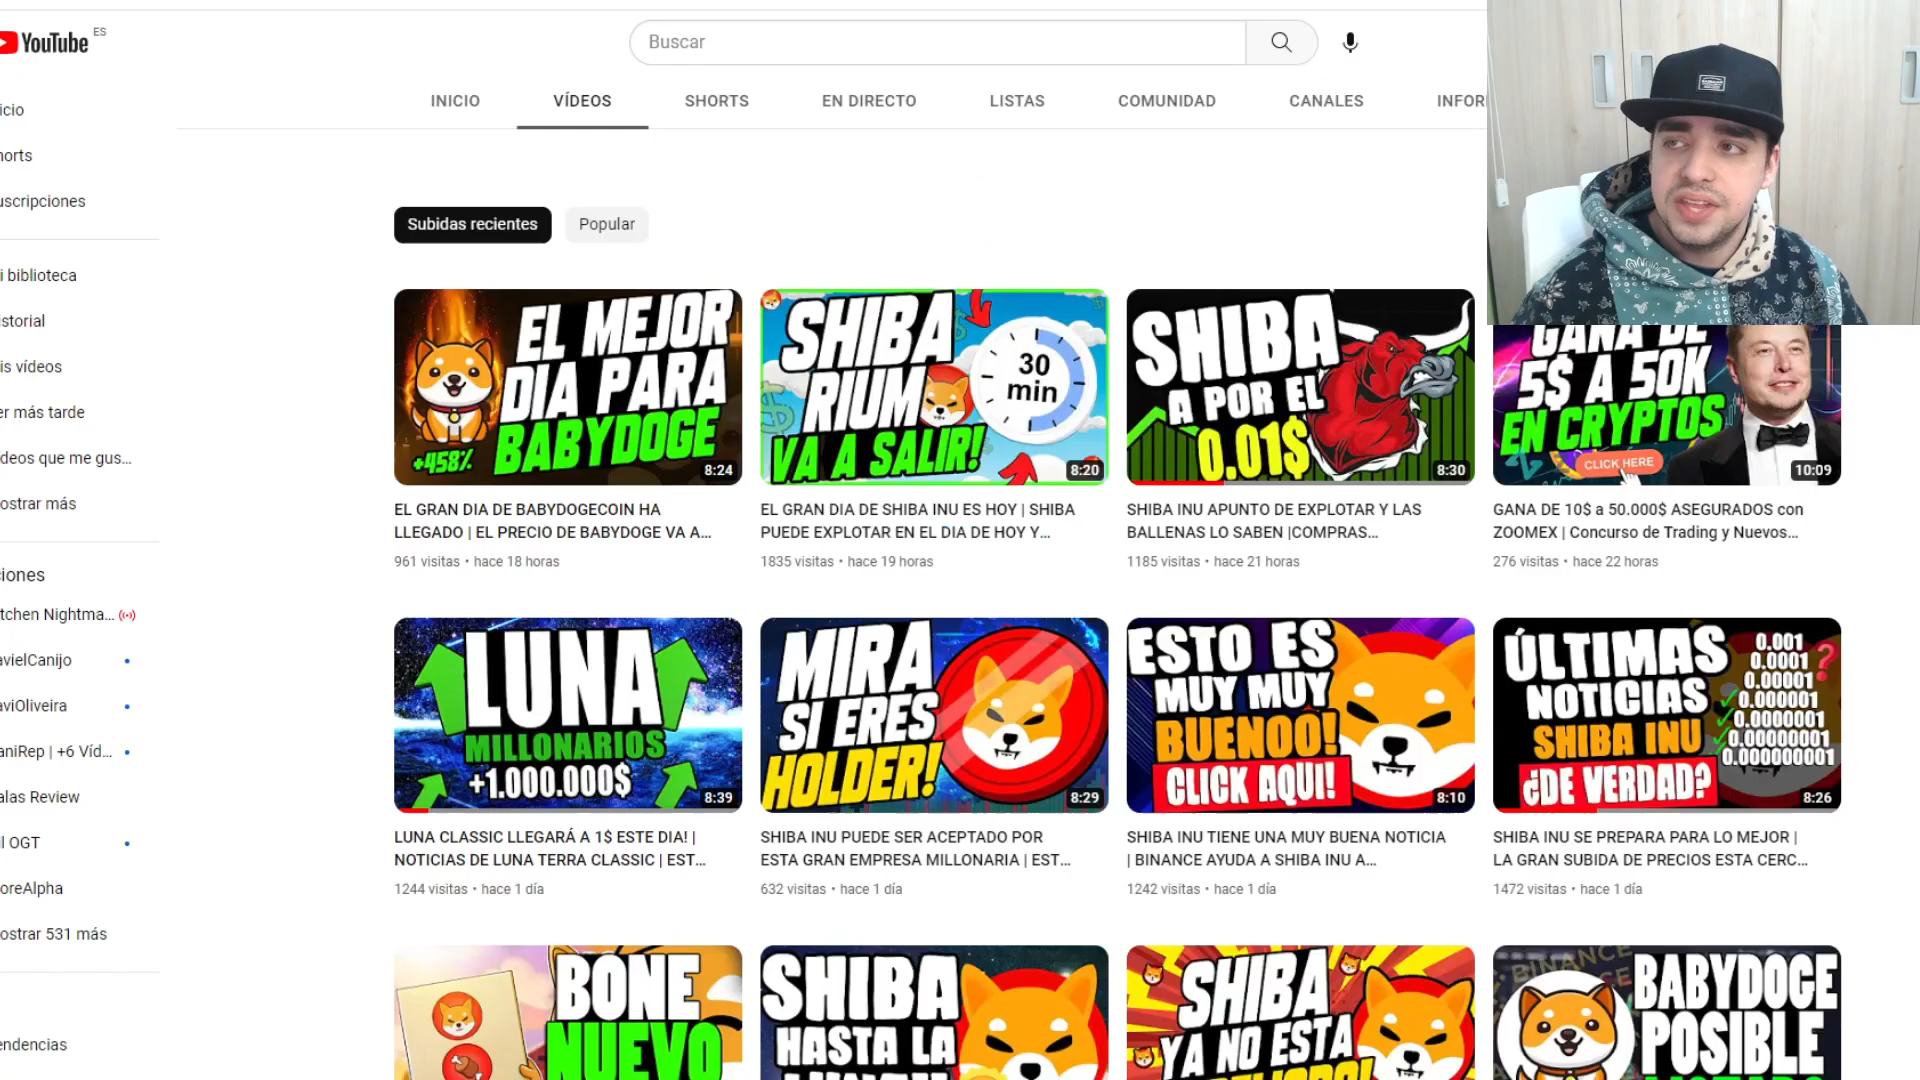 YouTube ES
Buscar
INICIO VÍDEOS SHORTS EN DIRECTO LISTAS COMUNIDAD CANALES INFOR
icio
horts
uscripciones
i biblioteca
istorial
is vídeos
er más tarde
deos que me gus...
ostrar más
ciones
tchen Nightma...
avielCanijo
aviOliveira
aniRep | +6 Víd...
alas Review
l OGT
oreAlpha
ostrar 531 más
endencias
Subidas recientes Popular
EL MEJOR
DIA PARA
BABYDOGE
+458%
8:24
EL GRAN DIA DE BABYDOGECOIN HA
LLEGADO | EL PRECIO DE BABYDOGE VA A...
961 visitas • hace 18 horas
SHIBA
RIUM
VA A SALIR!
30
min
8:20
EL GRAN DIA DE SHIBA INU ES HOY | SHIBA
PUEDE EXPLOTAR EN EL DIA DE HOY Y...
1835 visitas • hace 19 horas
SHIBA
A POR EL
0.01$
8:30
SHIBA INU APUNTO DE EXPLOTAR Y LAS
BALLENAS LO SABEN |COMPRAS...
1185 visitas • hace 21 horas
GANA DE
5$ A 50K
EN CRYPTOS
CLICK HERE
10:09
GANA DE 10$ a 50.000$ ASEGURADOS con
ZOOMEX | Concurso de Trading y Nuevos...
276 visitas • hace 22 horas
LUNA
MILLONARIOS
+1.000.000$
8:39
LUNA CLASSIC LLEGARÁ A 1$ ESTE DIA! |
NOTICIAS DE LUNA TERRA CLASSIC | EST...
1244 visitas • hace 1 día
MIRA
SI ERES
HOLDER!
8:29
SHIBA INU PUEDE SER ACEPTADO POR
ESTA GRAN EMPRESA MILLONARIA | EST...
632 visitas • hace 1 día
ESTO ES
MUY MUY
BUENOO!
CLICK AQUI!
8:10
SHIBA INU TIENE UNA MUY BUENA NOTICIA
| BINANCE AYUDA A SHIBA INU A...
1242 visitas • hace 1 día
ÚLTIMAS
NOTICIAS
SHIBA INU
¿DE VERDAD?
0.001
0.0001
0.00001
0.000001
0.0000001
0.00000001
0.000000001
?
8:26
SHIBA INU SE PREPARA PARA LO MEJOR |
LA GRAN SUBIDA DE PRECIOS ESTA CERC...
1472 visitas • hace 1 día
BONE
NUEVO
SHIBA
HASTA LA
SHIBA
YA NO ESTA
BINANCE
BABYDOGE
POSIBLE